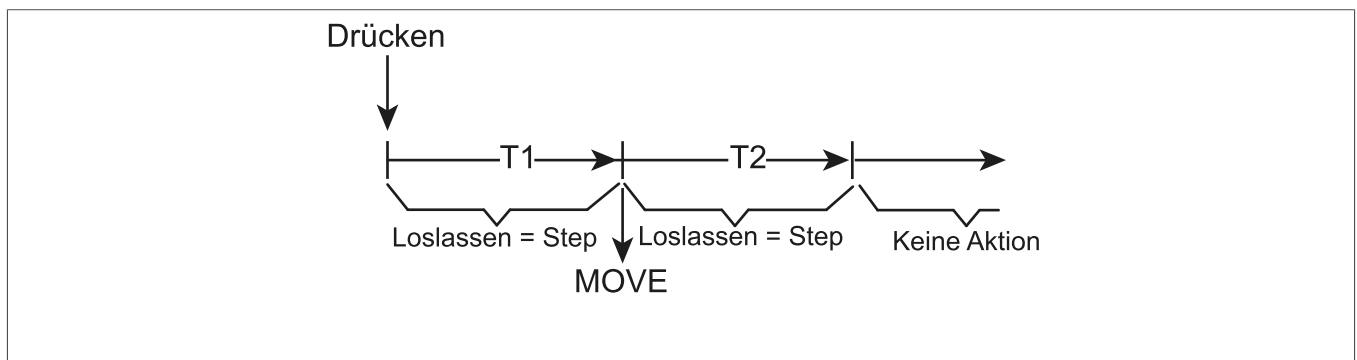 Drücken
T1
T2
Loslassen = Step
Loslassen = Step
Keine Aktion
MOVE